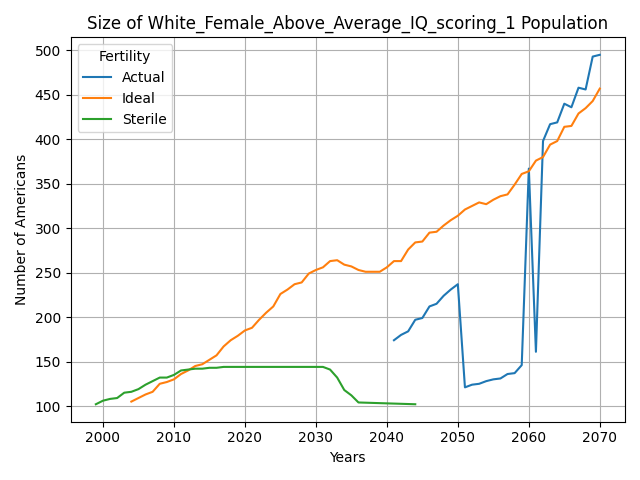 Size of White_Female_Above_Average_IQ_scoring_1 Population
Fertility
Actual
Ideal
Sterile
Number of Americans
500
450
400
350
300
250
200
150
100
2000 2010 2020 2030 2040 2050 2060 2070
Years